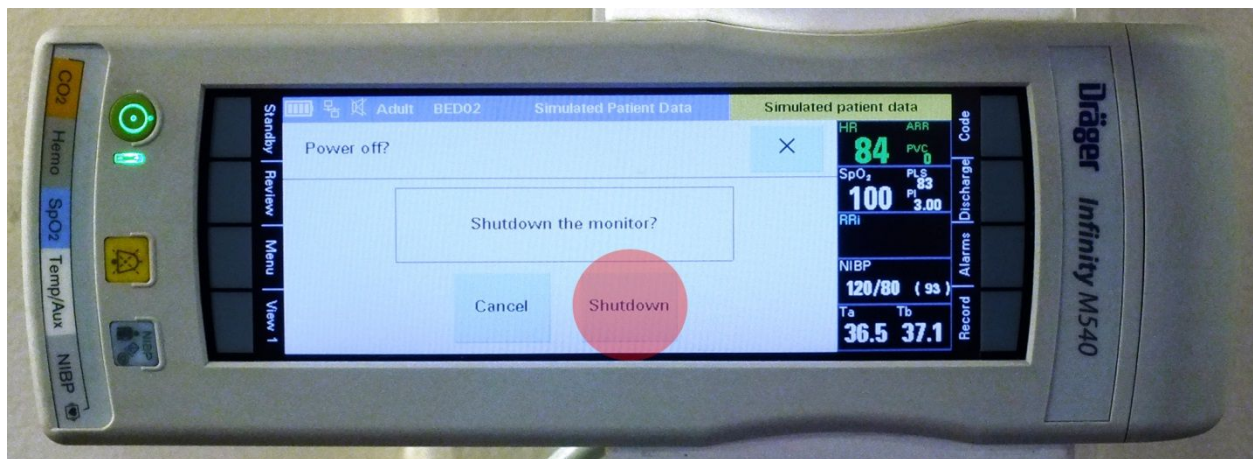 CO2
Hemo
SpO2
Temp/Aux
NIBP
NIBP
Standby
Review
Menu
View 1
Adult BED02 Simulated Patient Data
Simulated patient data
Power off?
Shutdown the monitor?
Cancel
Shutdown
HR ARR
84 PVC 0
SpO₂ PLS 83
100 PI 3.00
RRi
NIBP
120/80 ( 93 )
Ta Tb
36.5 37.1
Code
Discharge
Alarms
Record
Dräger Infinity M540